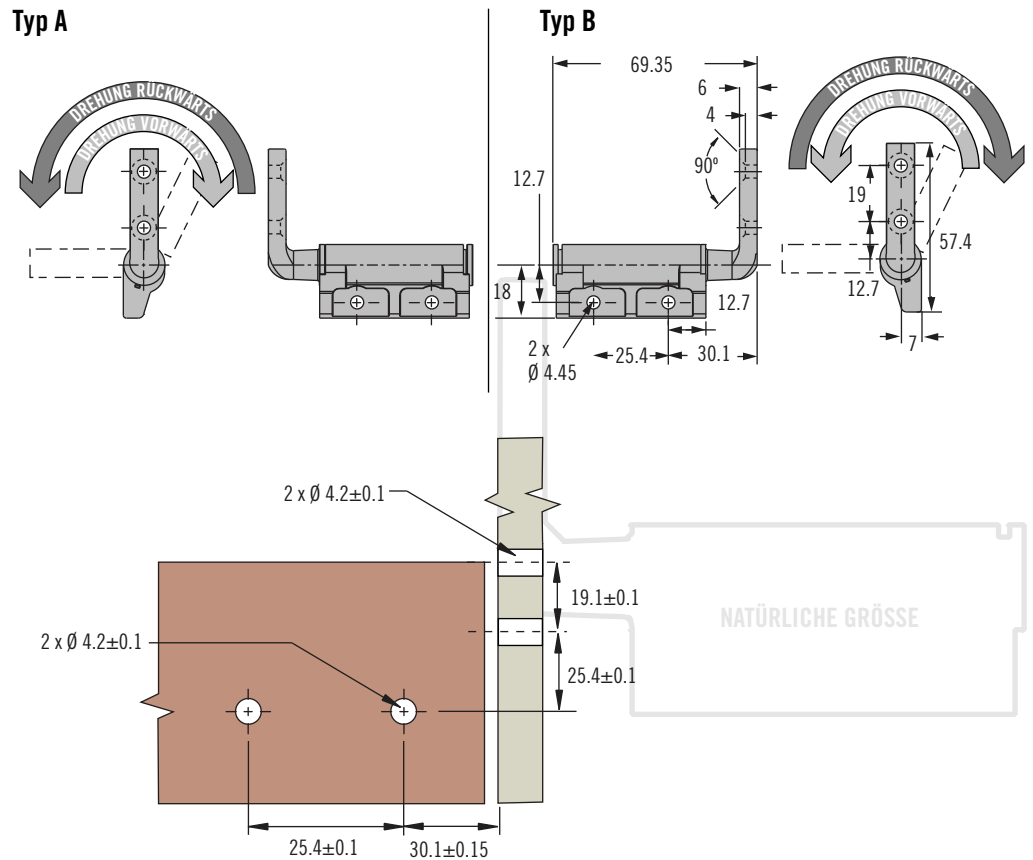 Typ A
Typ B
DREHUNG RÜCKWÄRTS
DREHUNG VORWÄRTS
69.35
6
4
90º
12.7
18
2 x
Ø 4.45
25.4
12.7
30.1
DREHUNG RÜCKWÄRTS
DREHUNG VORWÄRTS
19
57.4
12.7
7
2 x Ø 4.2±0.1
19.1±0.1
NATÜRLICHE GRÖSSE
2 x Ø 4.2±0.1
25.4±0.1
25.4±0.1
30.1±0.15